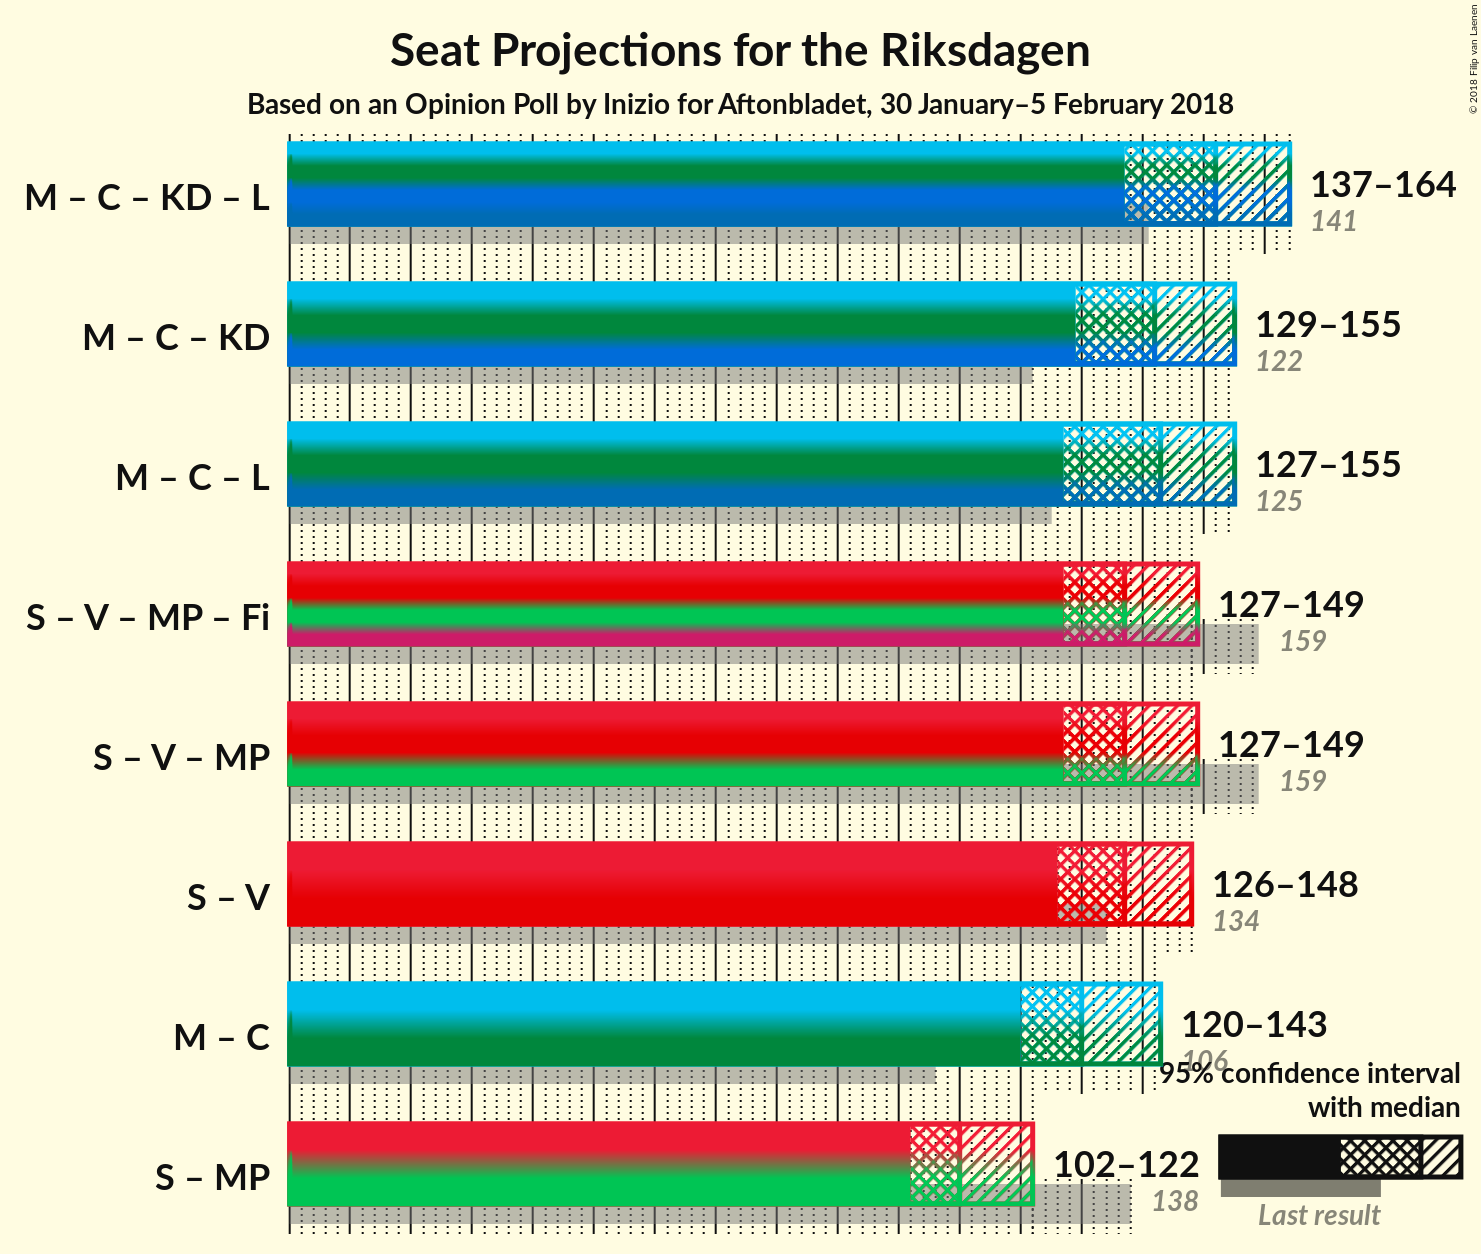 Seat Projections for the Riksdagen
Based on an Opinion Poll by Inizio for Aftonbladet, 30 January–5 February 2018
© 2018 Filip van Laenen
M – C – KD – L
137–164
141
M – C – KD
129–155
122
M – C – L
127–155
125
S – V – MP – Fi
127–149
159
S – V – MP
127–149
159
S – V
126–148
134
M – C
120–143
106
S – MP
102–122
138
95% confidence interval
with median
Last result